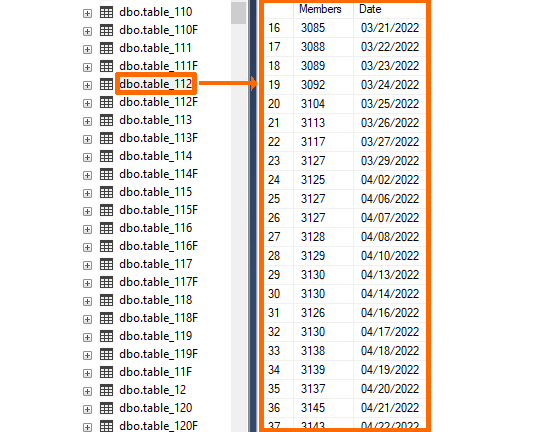 dbo.table_110
dbo.table_110F
dbo.table_111
dbo.table_111F
dbo.table_112
dbo.table_112F
dbo.table_113
dbo.table_113F
dbo.table_114
dbo.table_114F
dbo.table_115
dbo.table_115F
dbo.table_116
dbo.table_116F
dbo.table_117
dbo.table_117F
dbo.table_118
dbo.table_118F
dbo.table_119
dbo.table_119F
dbo.table_11F
dbo.table_12
dbo.table_120
dbo.table_120F
Members Date
16 3085 03/21/2022
17 3088 03/22/2022
18 3089 03/23/2022
19 3092 03/24/2022
20 3104 03/25/2022
21 3113 03/26/2022
22 3117 03/27/2022
23 3127 03/29/2022
24 3125 04/02/2022
25 3127 04/06/2022
26 3127 04/07/2022
27 3128 04/08/2022
28 3129 04/10/2022
29 3130 04/13/2022
30 3130 04/14/2022
31 3126 04/16/2022
32 3130 04/17/2022
33 3138 04/18/2022
34 3139 04/19/2022
35 3137 04/20/2022
36 3145 04/21/2022
37 3143 04/22/2022